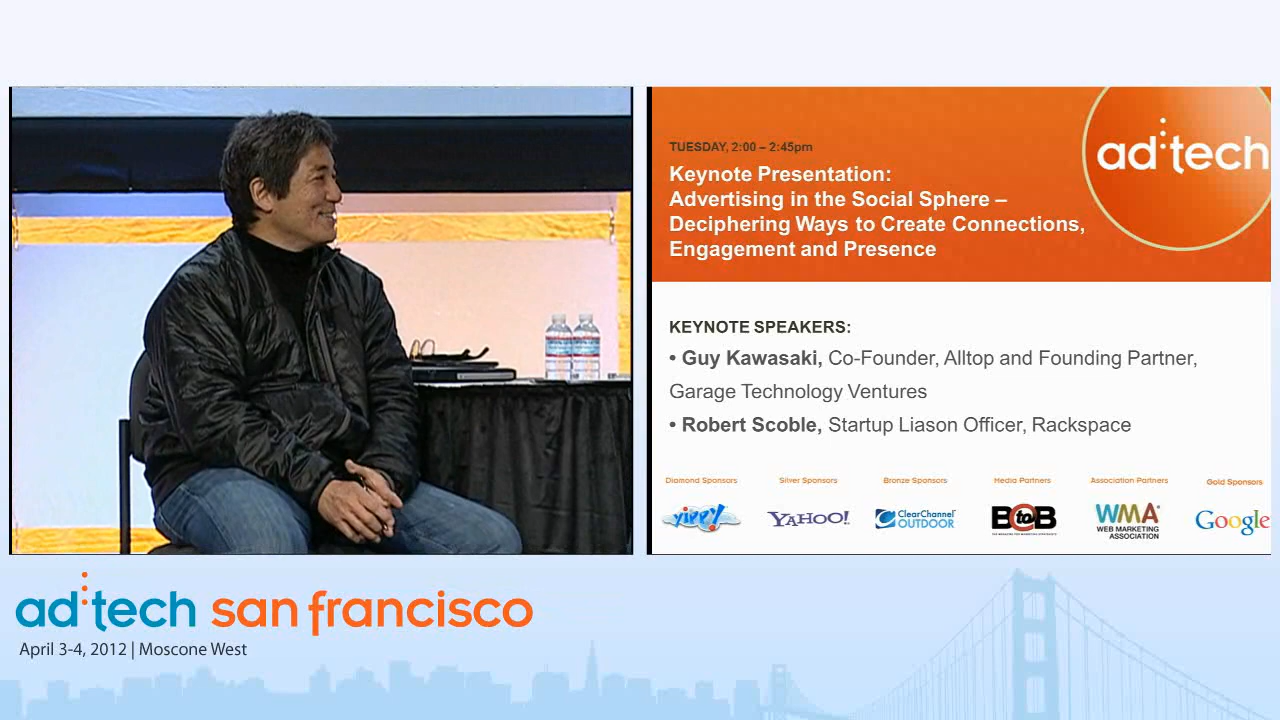 TUESDAY, 2:00 – 2:45pm
Keynote Presentation:
Advertising in the Social Sphere –
Deciphering Ways to Create Connections,
Engagement and Presence
ad:tech
KEYNOTE SPEAKERS:
• Guy Kawasaki, Co-Founder, Alltop and Founding Partner,
Garage Technology Ventures
• Robert Scoble, Startup Liason Officer, Rackspace
Diamond Sponsors Silver Sponsors Bronze Sponsors Media Partners Association Partners Gold Sponsors
yippy!
YAHOO!
ClearChannel
OUTDOOR
BtoB
WMA
WEB MARKETING
ASSOCIATION
Google
ad:tech san francisco
April 3-4, 2012 | Moscone West